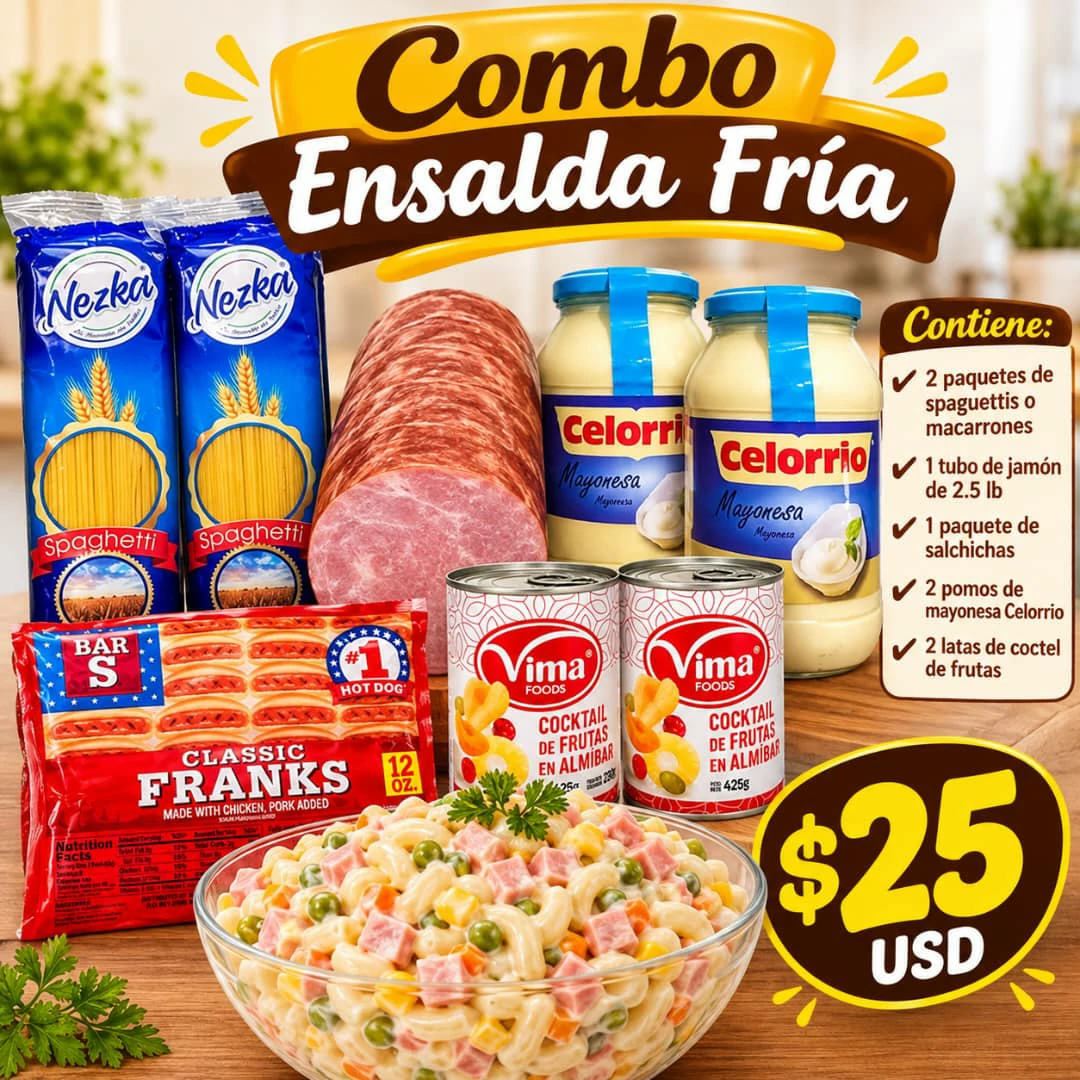 Combo
Ensalda Fría
Nezka
Nezka
Spaghetti
Spaghetti
Celorri
Mayonesa
Mayonesa
Celorrio
Mayonesa
Mayonesa
Contiene:
✔ 2 paquetes de
spaguettis o
macarrones
✔ 1 tubo de jamón
de 2.5 lb
✔ 1 paquete de
salchichas
✔ 2 pomos de
mayonesa Celorrio
✔ 2 latas de coctel
de frutas
BAR
S
#1
HOT DOG
CLASSIC
FRANKS
12
OZ.
MADE WITH CHICKEN, PORK ADDED
Nutrition
Facts
Vima®
FOODS
COCKTAIL
DE FRUTAS
EN ALMÍBAR
Vima®
FOODS
COCKTAIL
DE FRUTAS
EN ALMÍBAR
425g
$25
USD